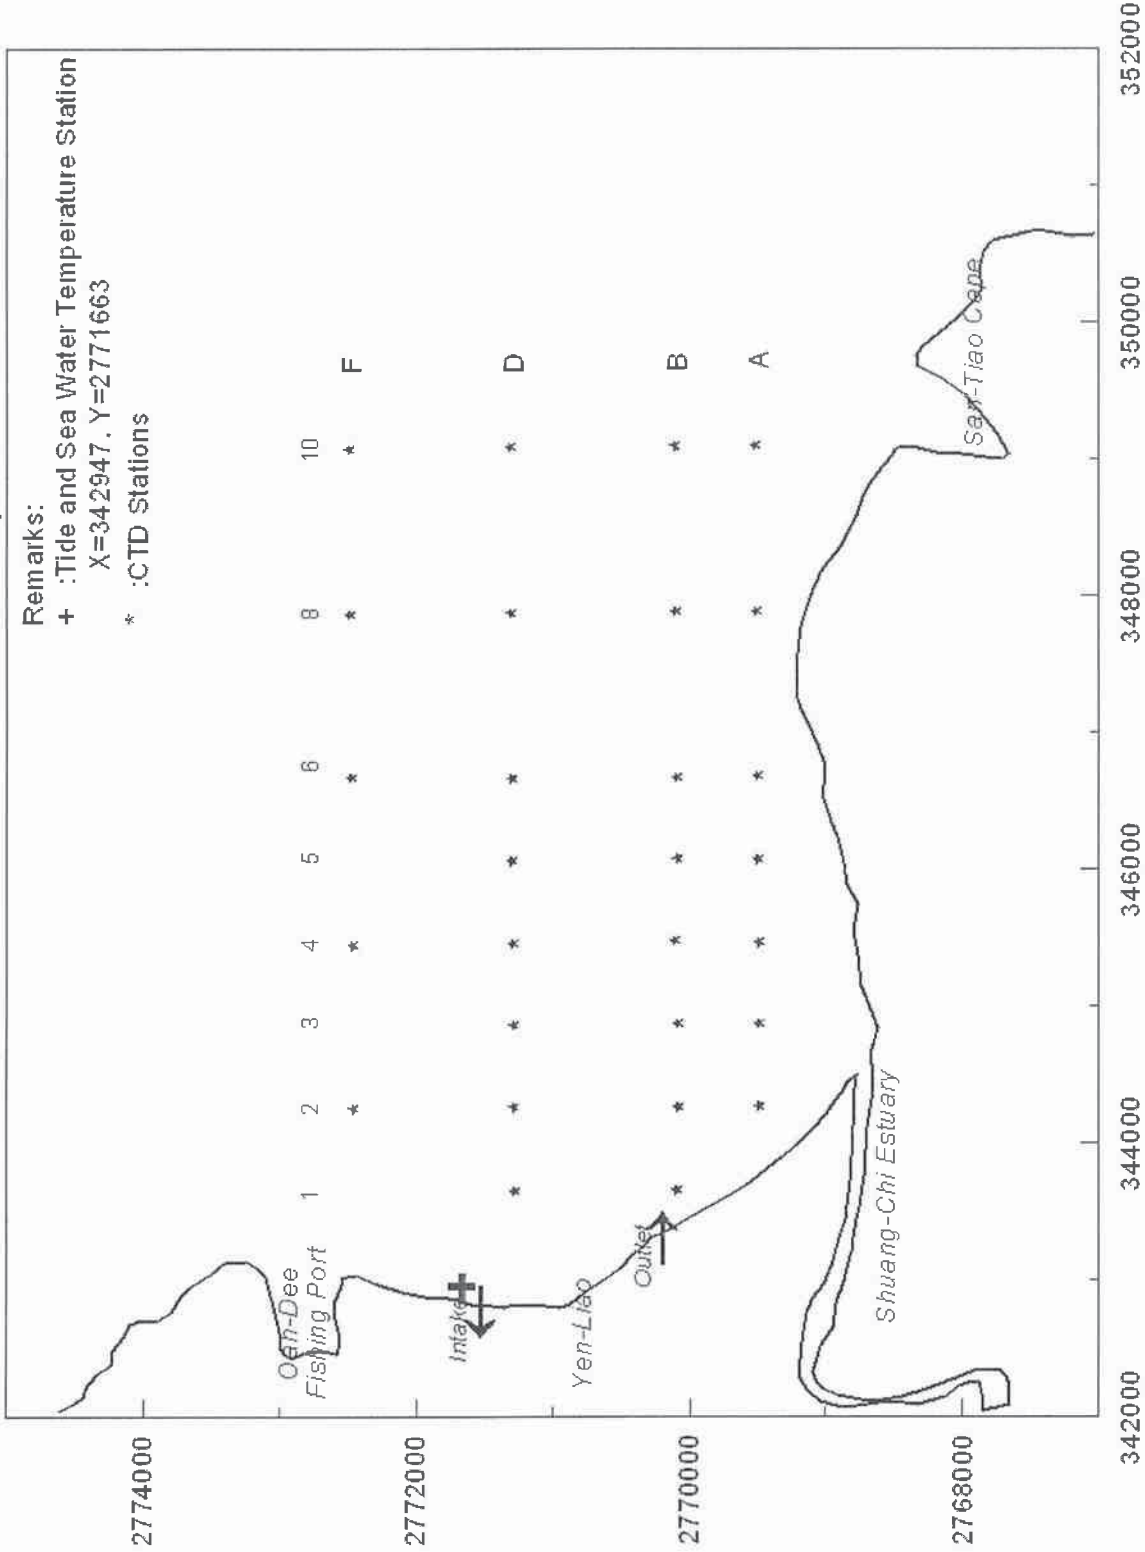 Remarks:
+ :Tide and Sea Water Temperature Station
X=342947. Y=2771663
* :CTD Stations
1 2 3 4 5 6 8 10
F
D
B
A
Oah-Dee
Fishing Port
Intake
Yen-Liao
Outlet
Shuang-Chi Estuary
San-Tiao Cape
2774000
2772000
2770000
2768000
342000 344000 346000 348000 350000 352000